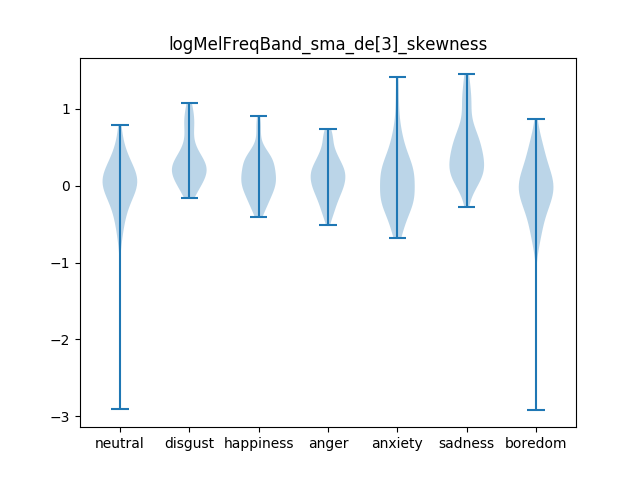 logMelFreqBand_sma_de[3]_skewness
1
0
−1
−2
−3
neutral disgust happiness anger anxiety sadness boredom